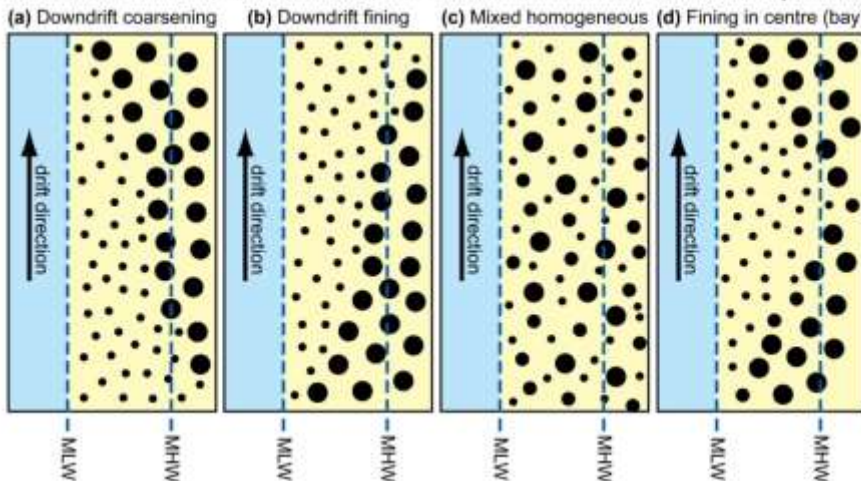 (a) Downdrift coarsening
(b) Downdrift fining
(c) Mixed homogeneous
(d) Fining in centre (bay
drift direction
drift direction
drift direction
drift direction
MLW
MHW
MLW
MHW
MLW
MHW
MLW
MHW